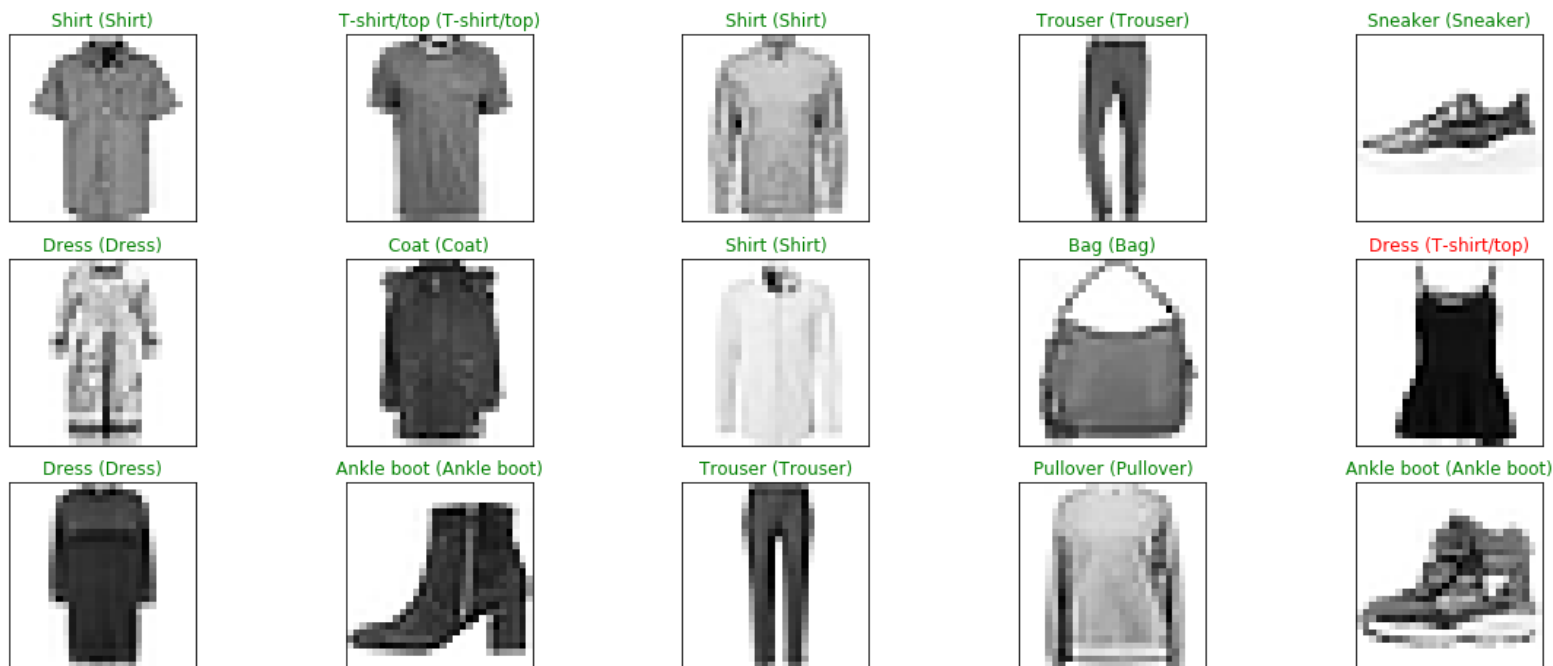 Shirt (Shirt)
T-shirt/top (T-shirt/top)
Shirt (Shirt)
Trouser (Trouser)
Sneaker (Sneaker)
Dress (Dress)
Coat (Coat)
Shirt (Shirt)
Bag (Bag)
Dress (T-shirt/top)
Dress (Dress)
Ankle boot (Ankle boot)
Trouser (Trouser)
Pullover (Pullover)
Ankle boot (Ankle boot)